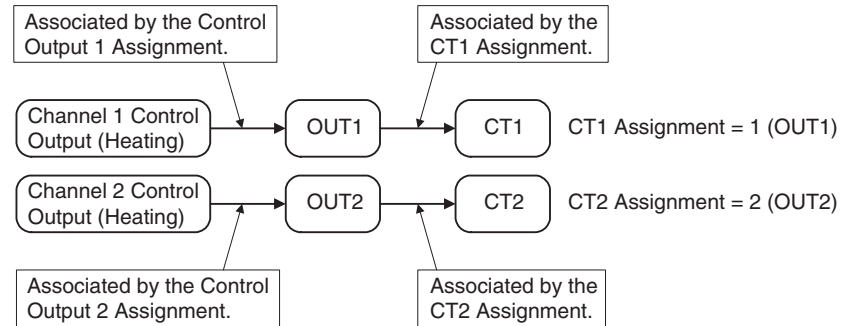 Associated by the Control
Output 1 Assignment.
Associated by the
CT1 Assignment.
Channel 1 Control
Output (Heating)
OUT1
CT1
CT1 Assignment = 1 (OUT1)
Channel 2 Control
Output (Heating)
OUT2
CT2
CT2 Assignment = 2 (OUT2)
Associated by the Control
Output 2 Assignment.
Associated by the
CT2 Assignment.